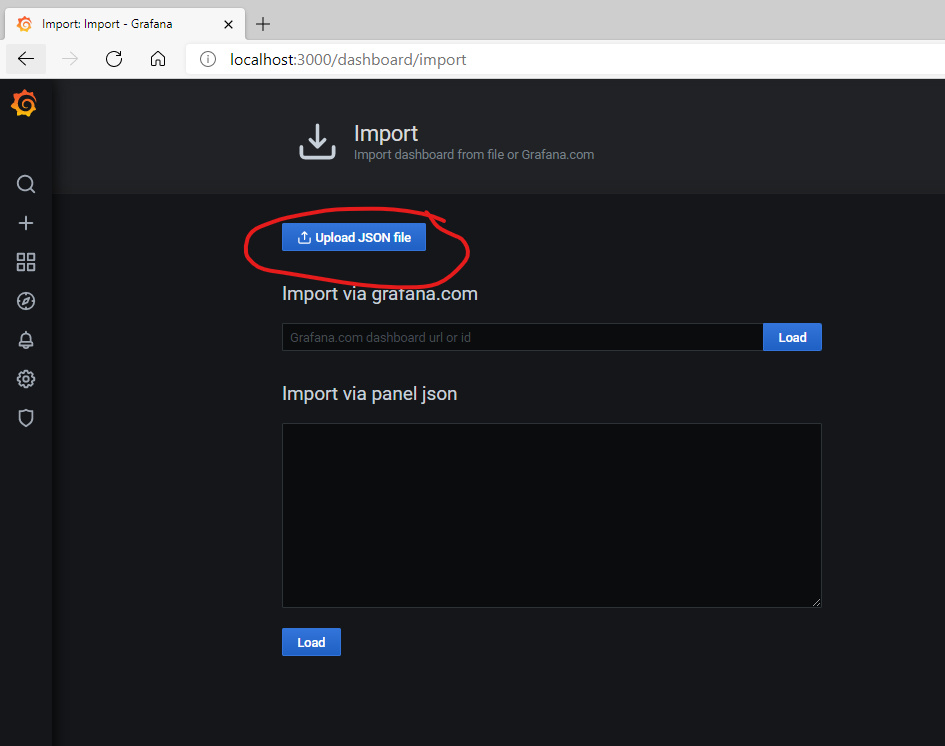 Import: Import - Grafana
localhost:3000/dashboard/import
Import
Import dashboard from file or Grafana.com
Upload JSON file
Import via grafana.com
Grafana.com dashboard url or id
Load
Import via panel json
Load